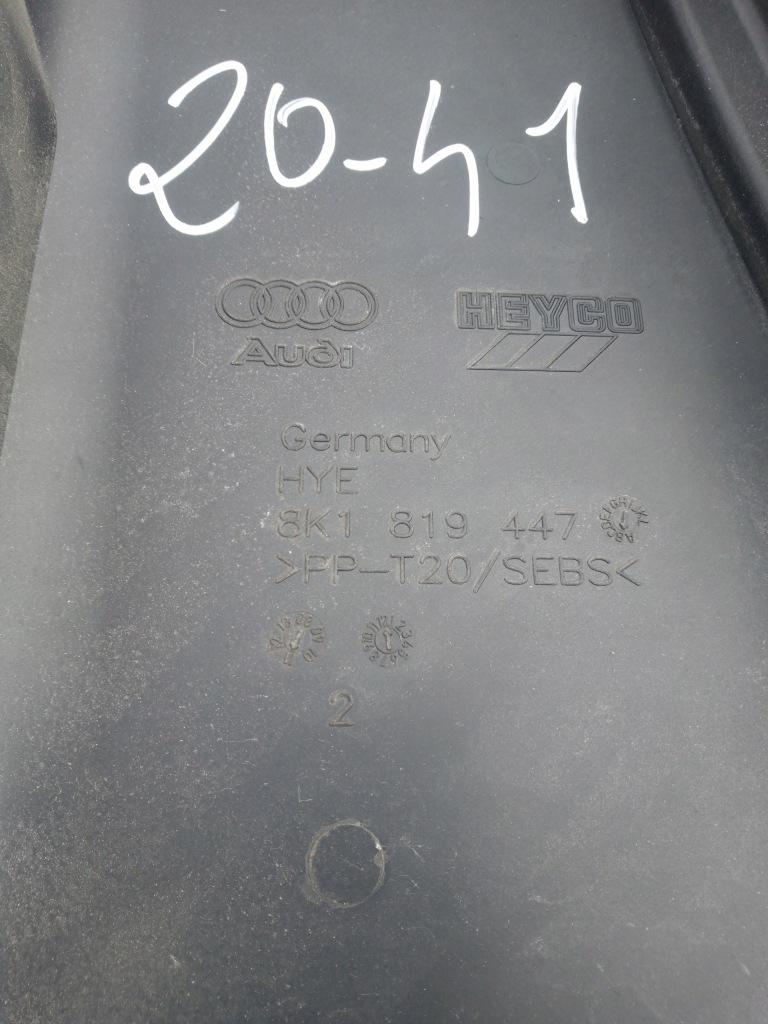 20-41
Audi HEYCO
Germany
HYE
8K1 819 447
>PP-T20/SEBS<
2